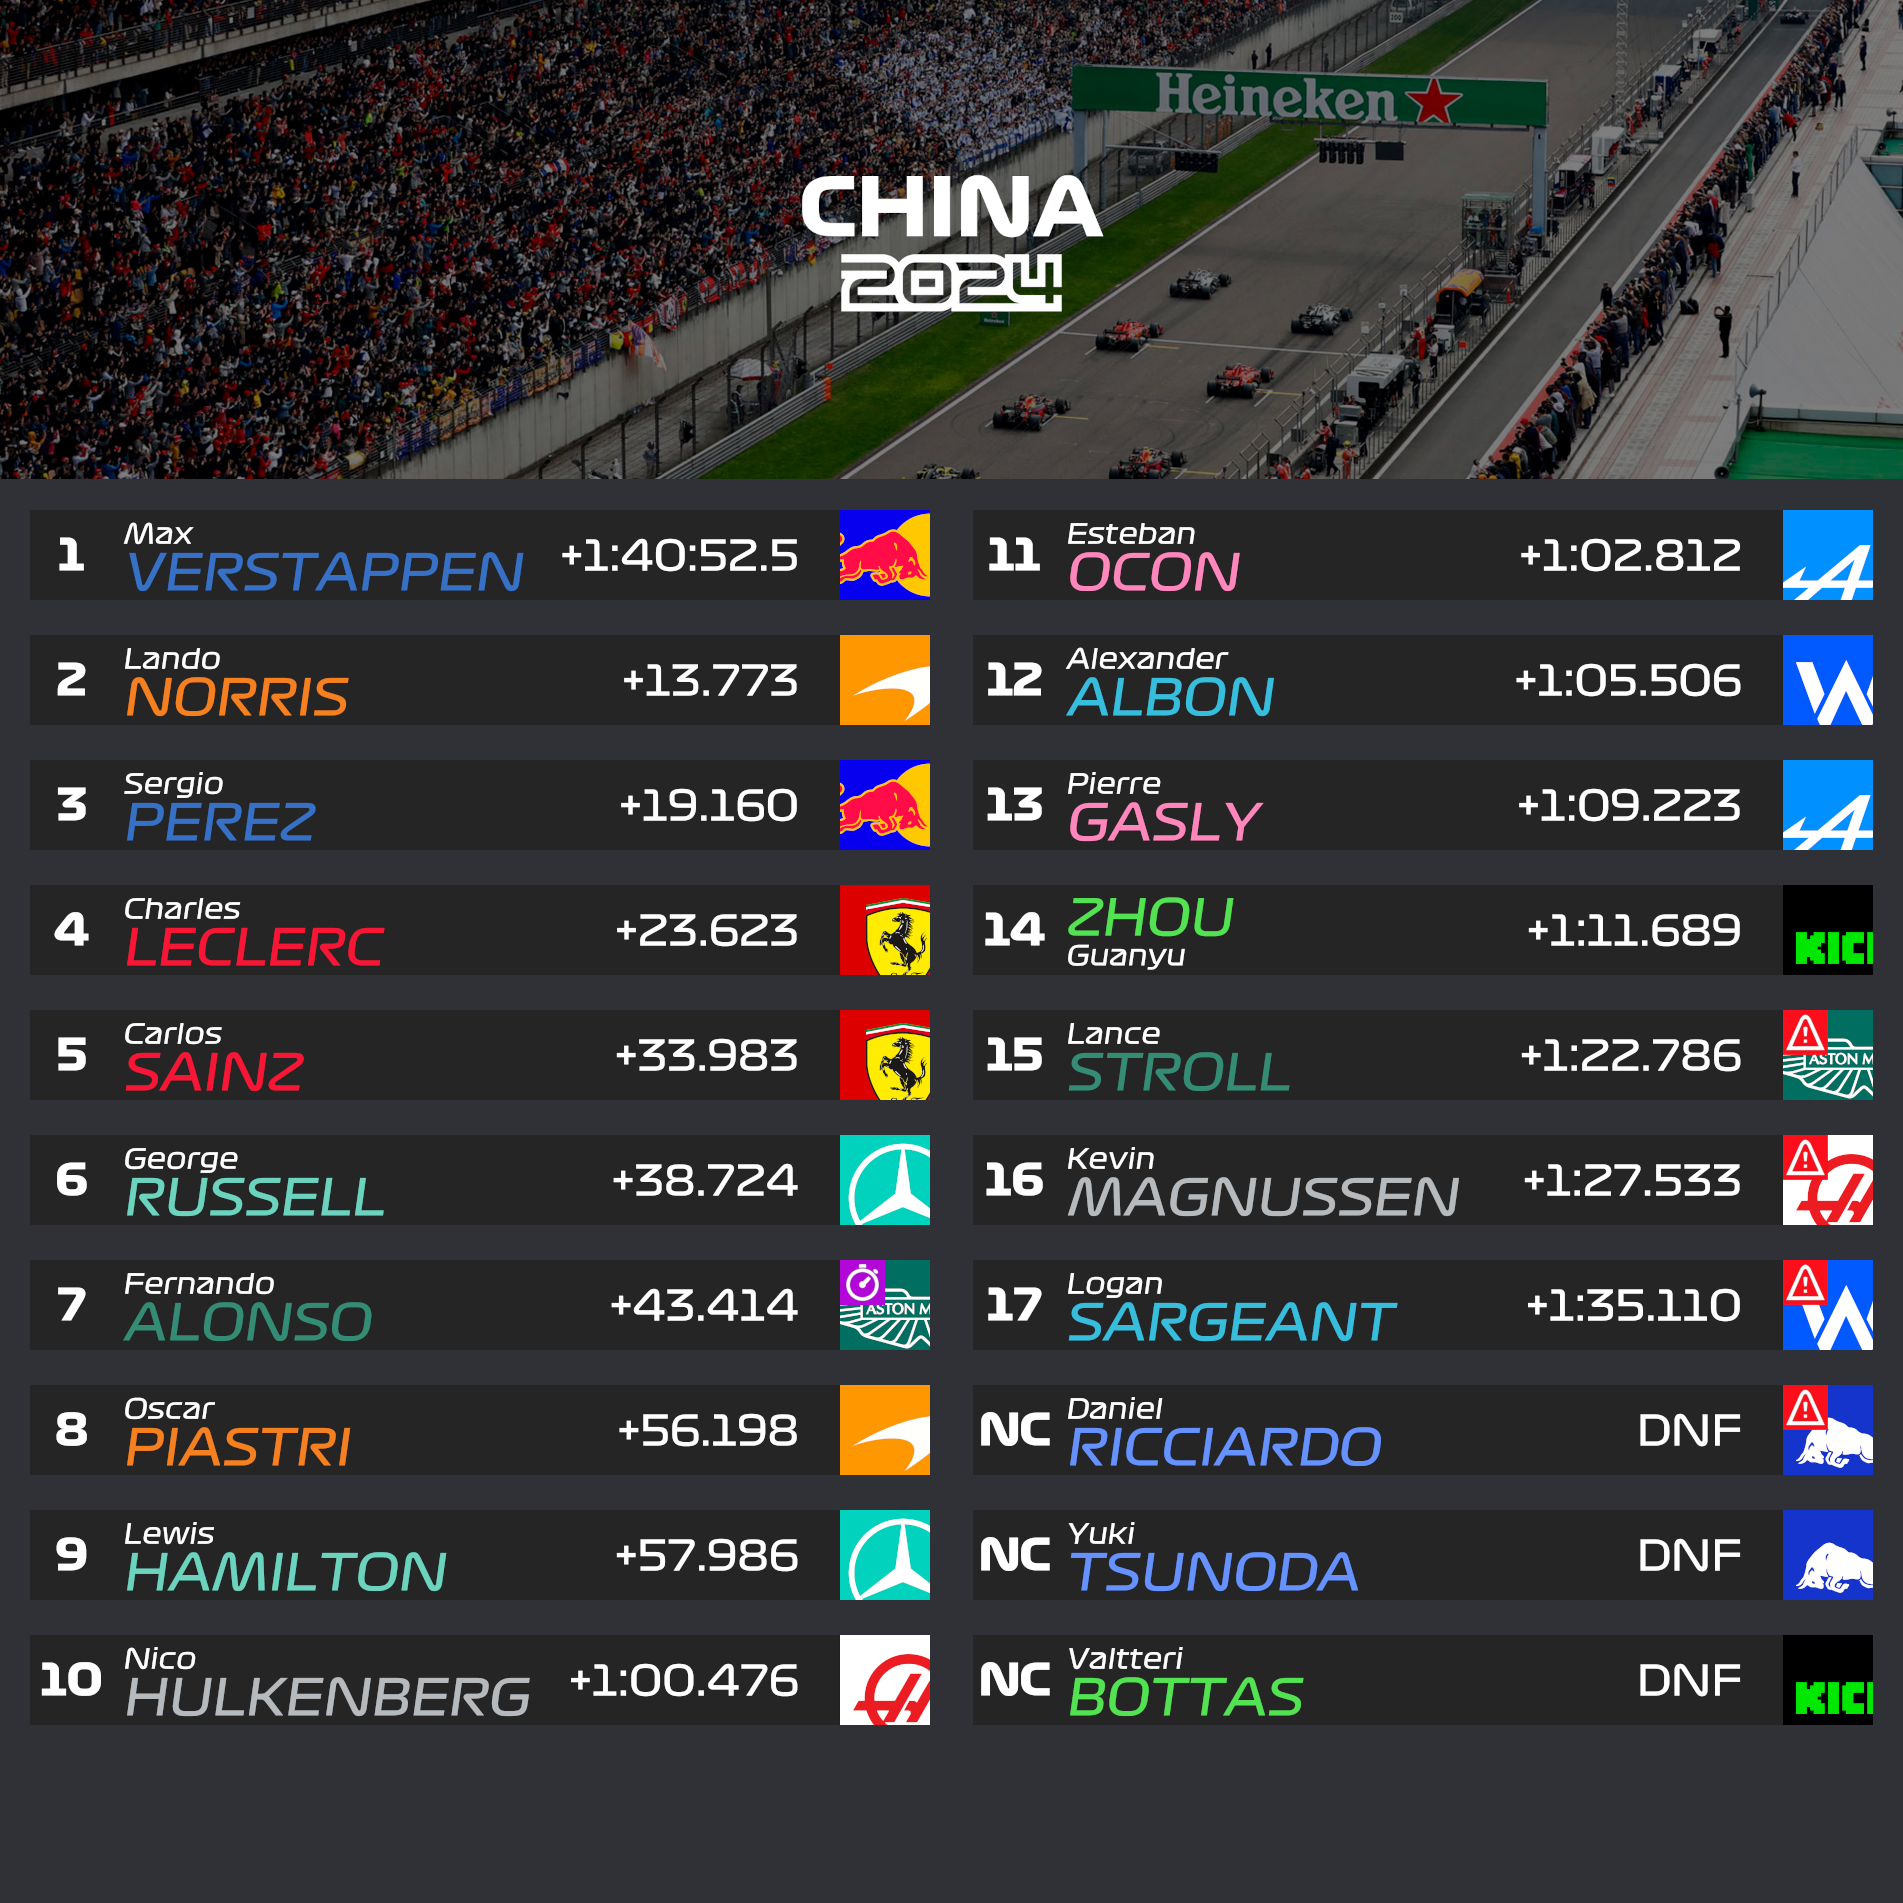 Heineken
CHINA
2024
1 Max VERSTAPPEN +1:40:52.5
2 Lando NORRIS +13.773
3 Sergio PEREZ +19.160
4 Charles LECLERC +23.623
5 Carlos SAINZ +33.983
6 George RUSSELL +38.724
7 Fernando ALONSO +43.414 ASTON M
8 Oscar PIASTRI +56.198
9 Lewis HAMILTON +57.986
10 Nico HULKENBERG +1:00.476
11 Esteban OCON +1:02.812
12 Alexander ALBON +1:05.506
13 Pierre GASLY +1:09.223
14 ZHOU Guanyu +1:11.689 KICK
15 Lance STROLL +1:22.786 ASTON M
16 Kevin MAGNUSSEN +1:27.533
17 Logan SARGEANT +1:35.110
NC Daniel RICCIARDO DNF
NC Yuki TSUNODA DNF
NC Valtteri BOTTAS DNF KICK